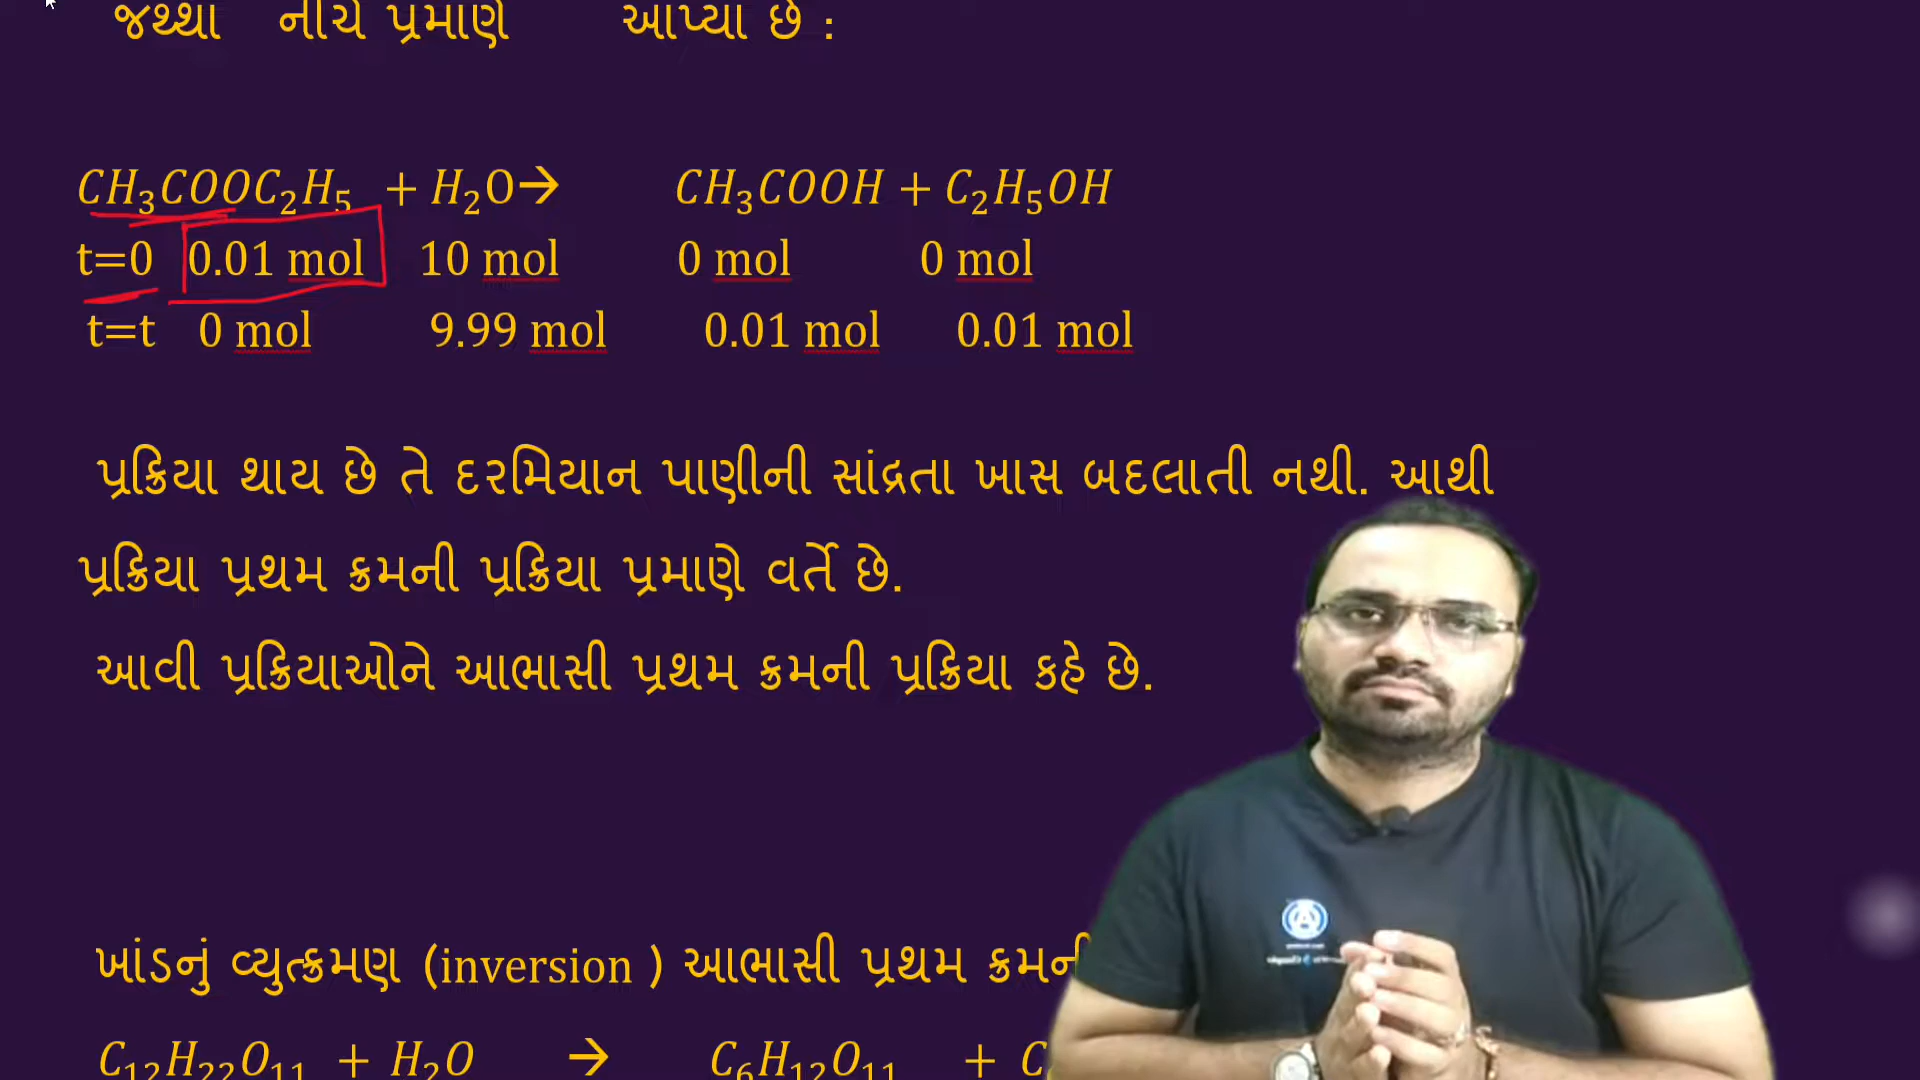 જથ્થા નીચે પ્રમાણે આપ્યા છે :
CH₃COOC₂H₅ + H₂O→ CH₃COOH + C₂H₅OH
t=0 0.01 mol 10 mol 0 mol 0 mol
t=t 0 mol 9.99 mol 0.01 mol 0.01 mol
પ્રક્રિયા થાય છે તે દરમિયાન પાણીની સાંદ્રતા ખાસ બદલાતી નથી. આથી
પ્રક્રિયા પ્રથમ ક્રમની પ્રક્રિયા પ્રમાણે વર્તે છે.
આવી પ્રક્રિયાઓને આભાસી પ્રથમ ક્રમની પ્રક્રિયા કહે છે.
ખાંડનું વ્યુત્ક્રમણ (inversion ) આભાસી પ્રથમ ક્રમની
C₁₂H₂₂O₁₁ + H₂O → C₆H₁₂O₁₁ + C